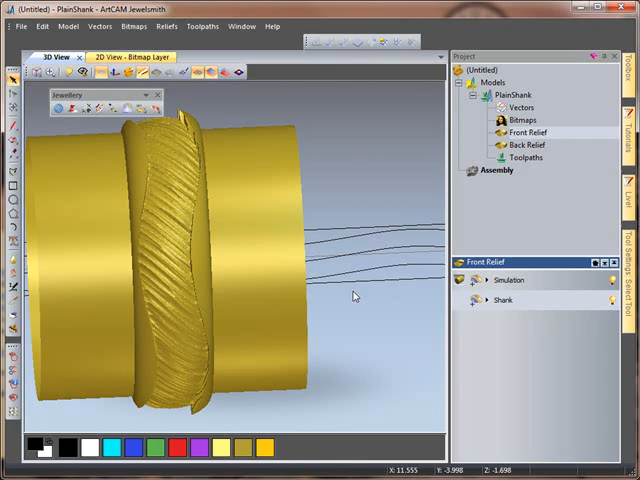 (Untitled) - PlainShank - ArtCAM Jewelsmith
File Edit Models Vectors Bitmaps Reliefs Toolpaths Window Help
3D View
2D View - Bitmap Layer
Jewellery
Project
(Untitled)
Models
PlainShank
Vectors
Bitmaps
Front Relief
Back Relief
Toolpaths
Assembly
Front Relief
Simulation
Shank
Toolbox
Tutorials
Live!
Tool Settings: Select Tool
X: 11.555 Y: -3.998 Z: -1.698